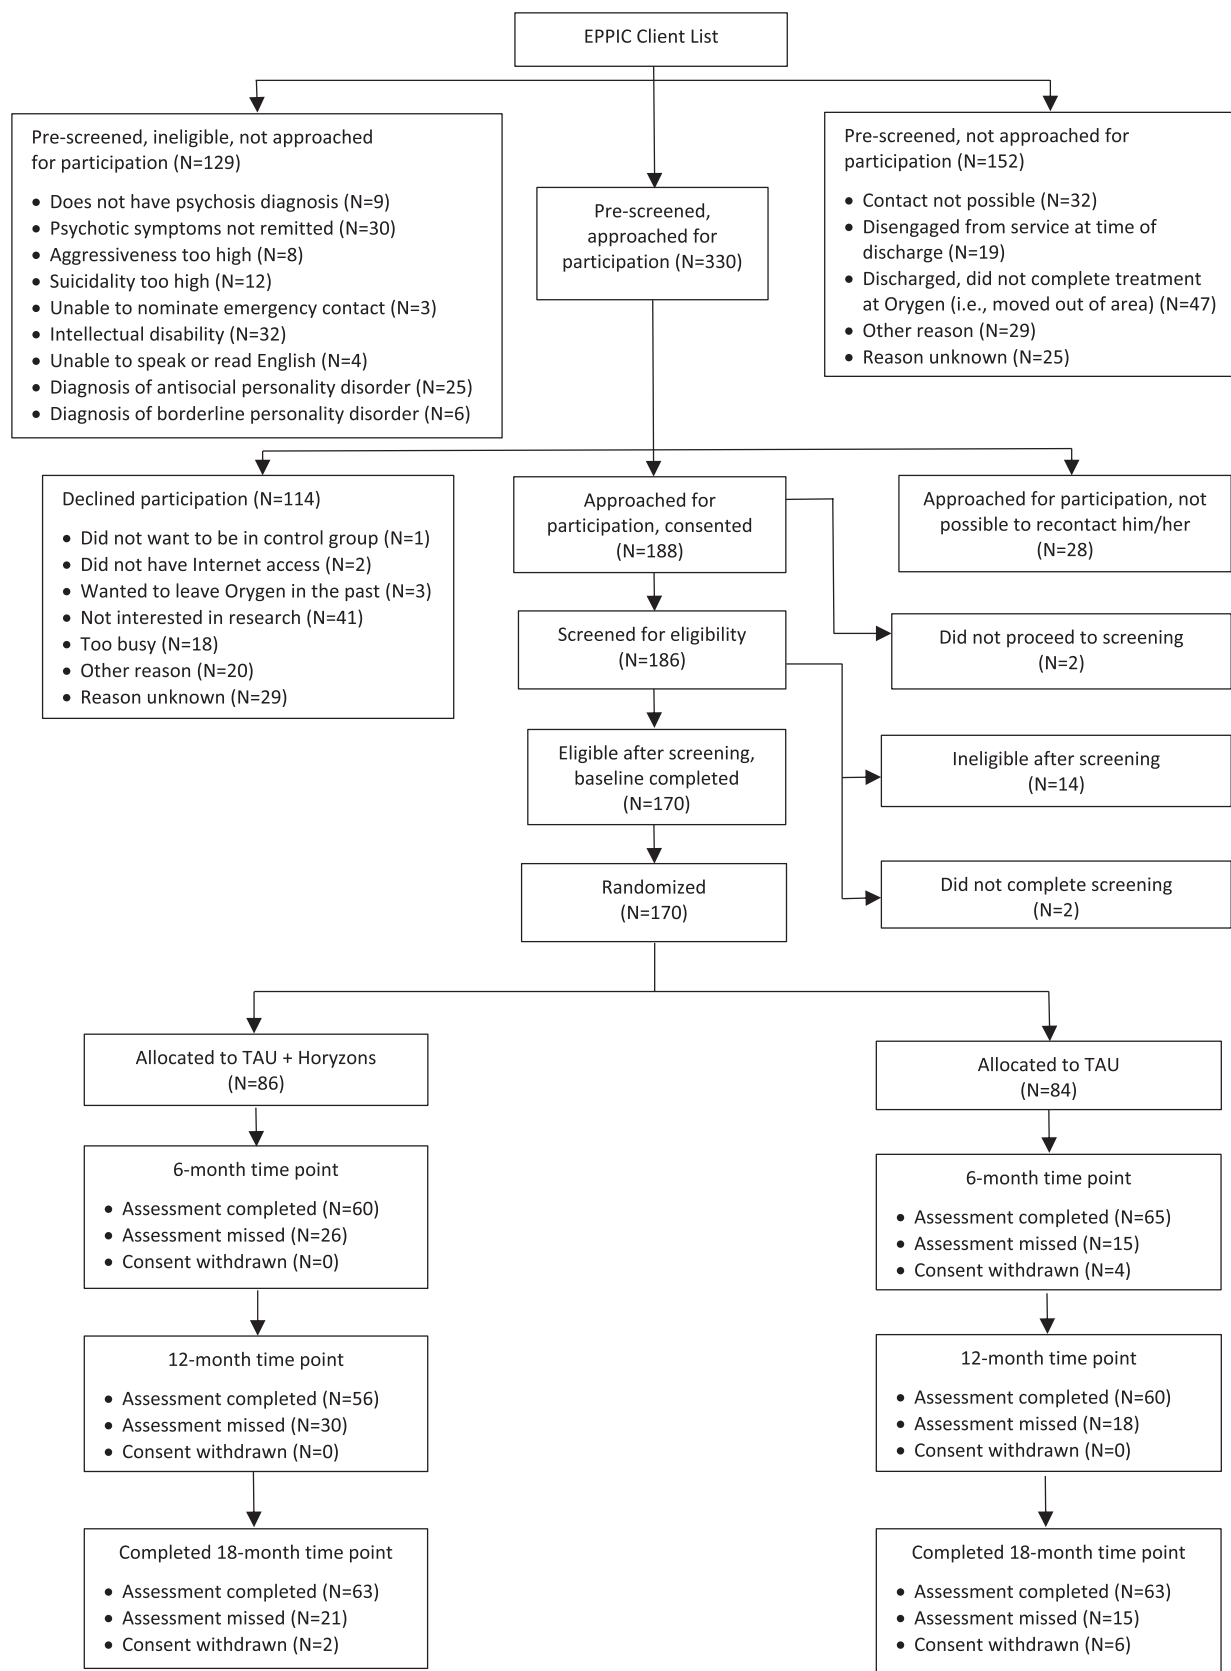 EPPIC Client List
Pre-screened, ineligible, not approached
for participation (N=129)
• Does not have psychosis diagnosis (N=9)
• Psychotic symptoms not remitted (N=30)
• Aggressiveness too high (N=8)
• Suicidality too high (N=12)
• Unable to nominate emergency contact (N=3)
• Intellectual disability (N=32)
• Unable to speak or read English (N=4)
• Diagnosis of antisocial personality disorder (N=25)
• Diagnosis of borderline personality disorder (N=6)
Pre-screened,
approached for
participation (N=330)
Pre-screened, not approached for
participation (N=152)
• Contact not possible (N=32)
• Disengaged from service at time of
discharge (N=19)
• Discharged, did not complete treatment
at Orygen (i.e., moved out of area) (N=47)
• Other reason (N=29)
• Reason unknown (N=25)
Declined participation (N=114)
• Did not want to be in control group (N=1)
• Did not have Internet access (N=2)
• Wanted to leave Orygen in the past (N=3)
• Not interested in research (N=41)
• Too busy (N=18)
• Other reason (N=20)
• Reason unknown (N=29)
Approached for
participation, consented
(N=188)
Approached for participation, not
possible to recontact him/her
(N=28)
Screened for eligibility
(N=186)
Did not proceed to screening
(N=2)
Eligible after screening,
baseline completed
(N=170)
Ineligible after screening
(N=14)
Randomized
(N=170)
Did not complete screening
(N=2)
Allocated to TAU + Horyzons
(N=86)
Allocated to TAU
(N=84)
6-month time point
• Assessment completed (N=60)
• Assessment missed (N=26)
• Consent withdrawn (N=0)
6-month time point
• Assessment completed (N=65)
• Assessment missed (N=15)
• Consent withdrawn (N=4)
12-month time point
• Assessment completed (N=56)
• Assessment missed (N=30)
• Consent withdrawn (N=0)
12-month time point
• Assessment completed (N=60)
• Assessment missed (N=18)
• Consent withdrawn (N=0)
Completed 18-month time point
• Assessment completed (N=63)
• Assessment missed (N=21)
• Consent withdrawn (N=2)
Completed 18-month time point
• Assessment completed (N=63)
• Assessment missed (N=15)
• Consent withdrawn (N=6)